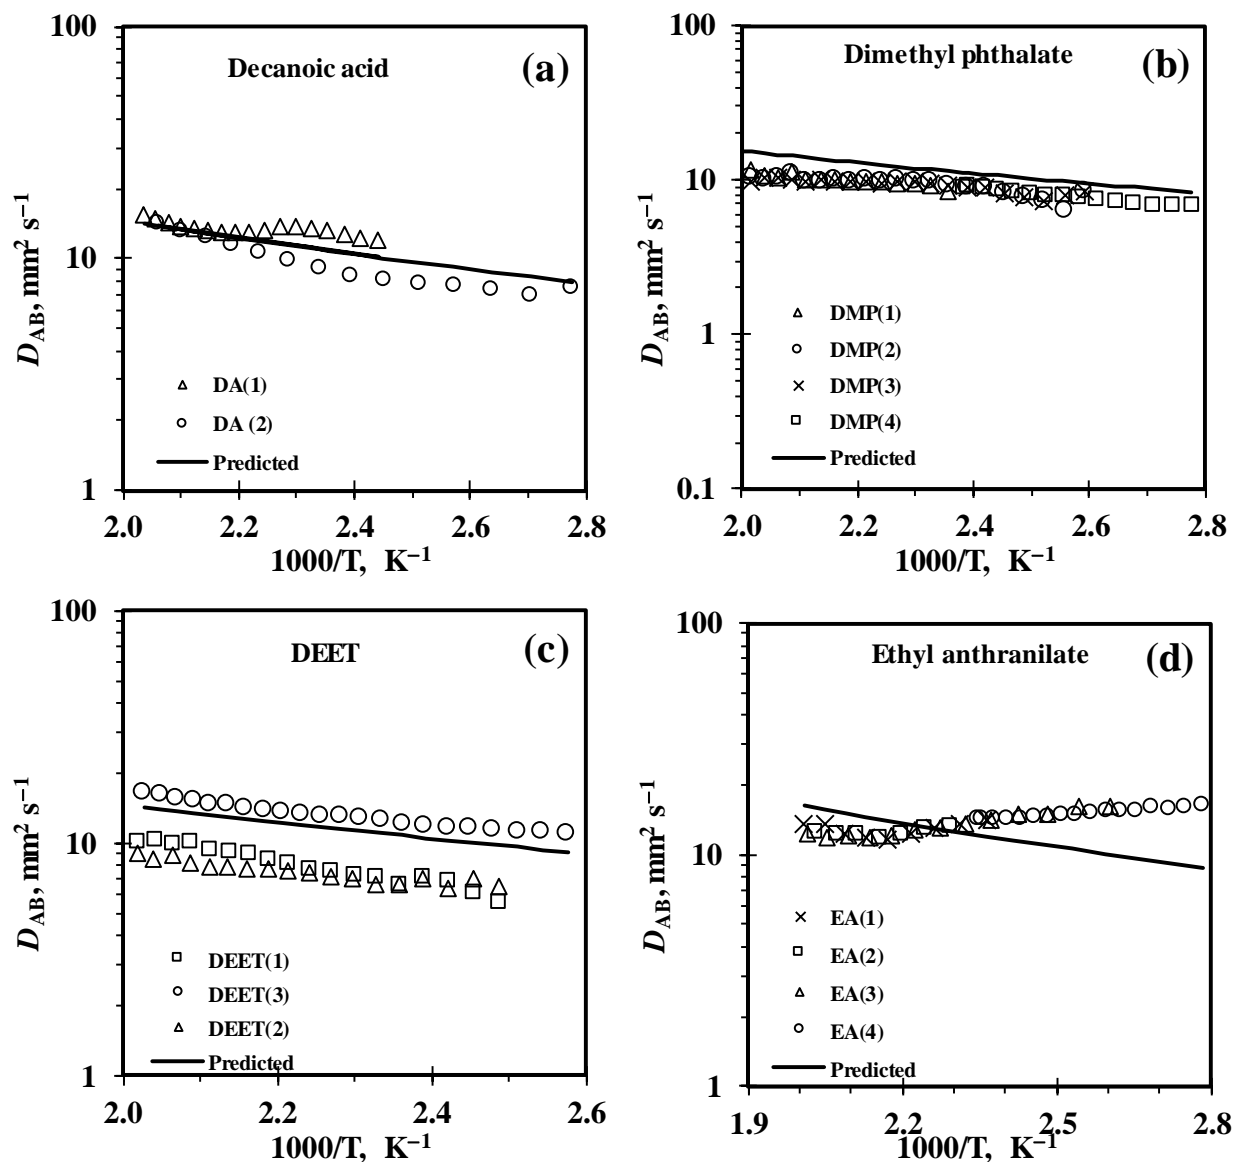 100
10
1
D_AB, mm² s⁻¹
Decanoic acid
(a)
DA(1)
DA (2)
Predicted
2.0 2.2 2.4 2.6 2.8
1000/T, K⁻¹
100
10
1
0.1
D_AB, mm² s⁻¹
Dimethyl phthalate
(b)
DMP(1)
DMP(2)
DMP(3)
DMP(4)
Predicted
2.0 2.2 2.4 2.6 2.8
1000/T, K⁻¹
100
10
1
D_AB, mm² s⁻¹
DEET
(c)
DEET(1)
DEET(3)
DEET(2)
Predicted
2.0 2.2 2.4 2.6
1000/T, K⁻¹
100
10
1
D_AB, mm² s⁻¹
Ethyl anthranilate
(d)
EA(1)
EA(2)
EA(3)
EA(4)
Predicted
1.9 2.2 2.5 2.8
1000/T, K⁻¹